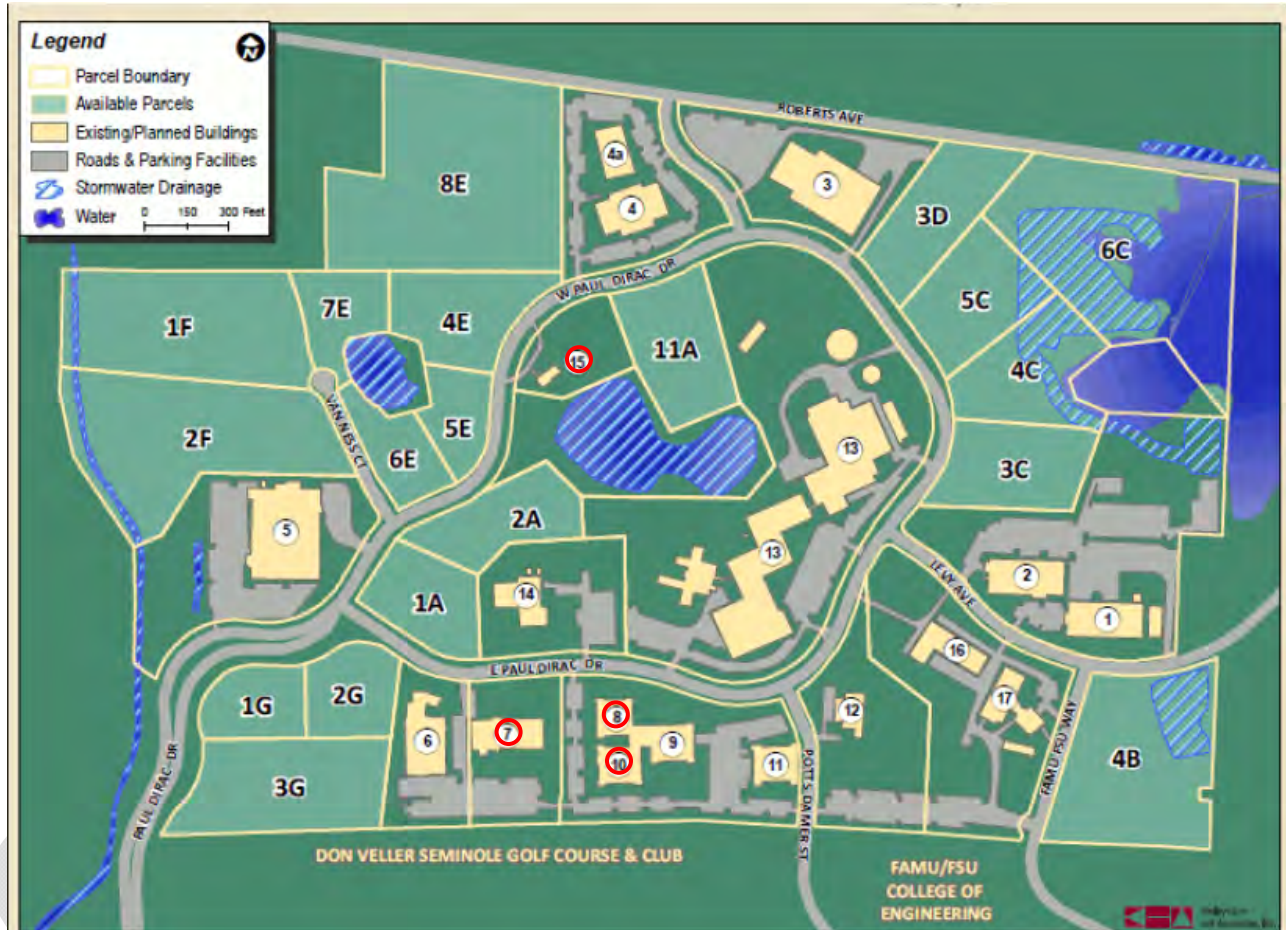 Legend
N
Parcel Boundary
Available Parcels
Existing/Planned Buildings
Roads & Parking Facilities
Stormwater Drainage
Water
0 150 300 Feet
ROBERTS AVE
4a
3
8E
4
3D
6C
W PAUL DIRAC DR
7E
4E
5C
1F
11A
15
4C
VAN NISS CT
2F
5E
6E
13
3C
2A
5
13
LEVY AVE
2
14
1A
1
16
E PAUL DIRAC DR
17
1G
2G
8
12
7
6
9
FAMU/FSU WAY
10
11
4B
3G
PAUL DIRAC DR
POTTS DAMER ST
DON VELLER SEMINOLE GOLF COURSE & CLUB
FAMU/FSU
COLLEGE OF
ENGINEERING